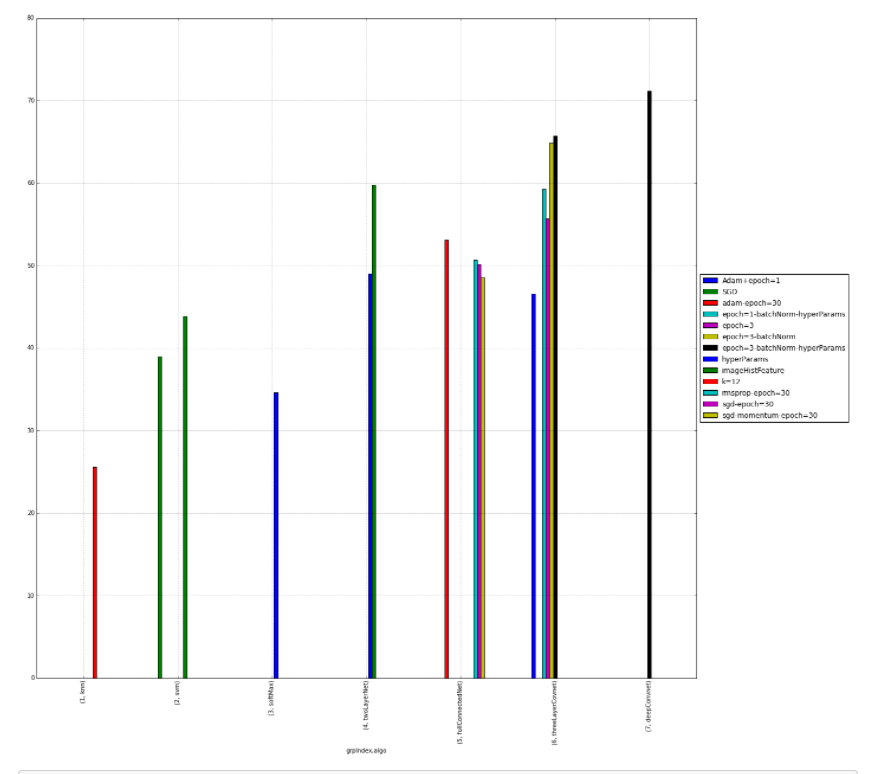 80
70
60
50
40
30
20
10
0
(1, knn)
(2, svm)
(3, softMax)
(4, twoLayerNet)
(5, fullConnectedNet)
(6, threeLayerCovnet)
(7, deepConvnet)
grpIndex,algo
Adam+epoch=1
SGD
adam-epoch=30
epoch=1-batchNorm-hyperParams
epoch=3
epoch=3-batchNorm
epoch=3-batchNorm-hyperParams
hyperParams
imageHistFeature
k=12
rmsprop-epoch=30
sgd-epoch=30
sgd-momentum-epoch=30